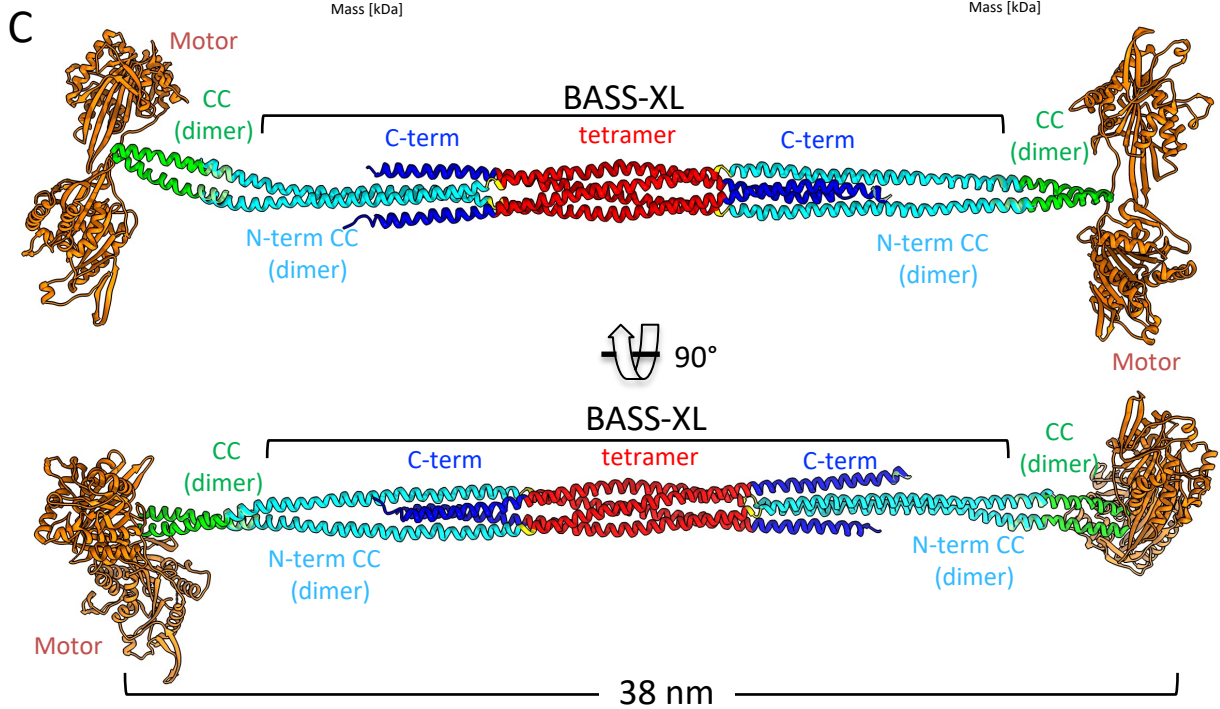 Mass [kDa] Mass [kDa]
C
Motor
CC
(dimer)
BASS-XL
C-term tetramer C-term
CC
(dimer)
N-term CC
(dimer)
N-term CC
(dimer)
90°
Motor
BASS-XL
CC
(dimer)
C-term tetramer C-term
CC
(dimer)
N-term CC
(dimer)
N-term CC
(dimer)
Motor
38 nm